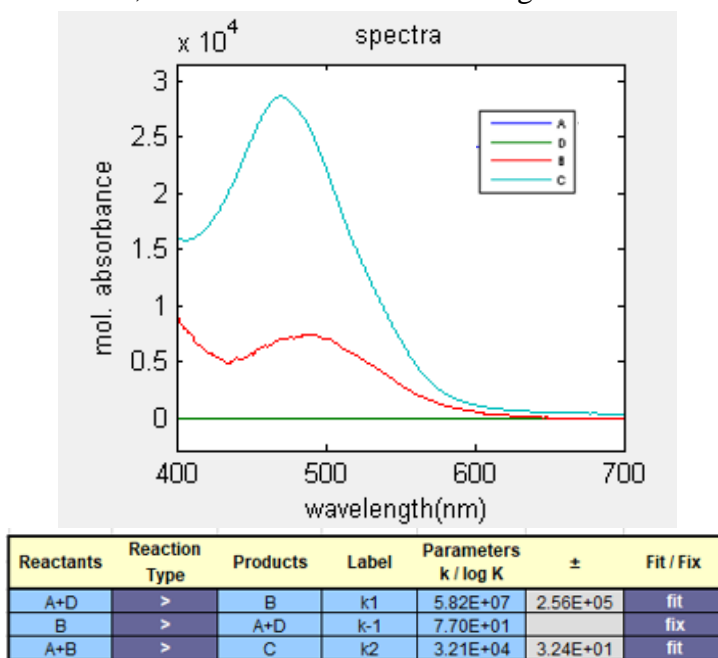 x 10⁴ spectra
3
2.5
2
1.5
1
0.5
0
mol. absorbance
A
D
B
C
400 500 600 700
wavelength(nm)
Reactants Reaction Type Products Label Parameters k / log K ± Fit / Fix
A+D > B k1 5.82E+07 2.56E+05 fit
B > A+D k-1 7.70E+01 fix
A+B > C k2 3.21E+04 3.24E+01 fit